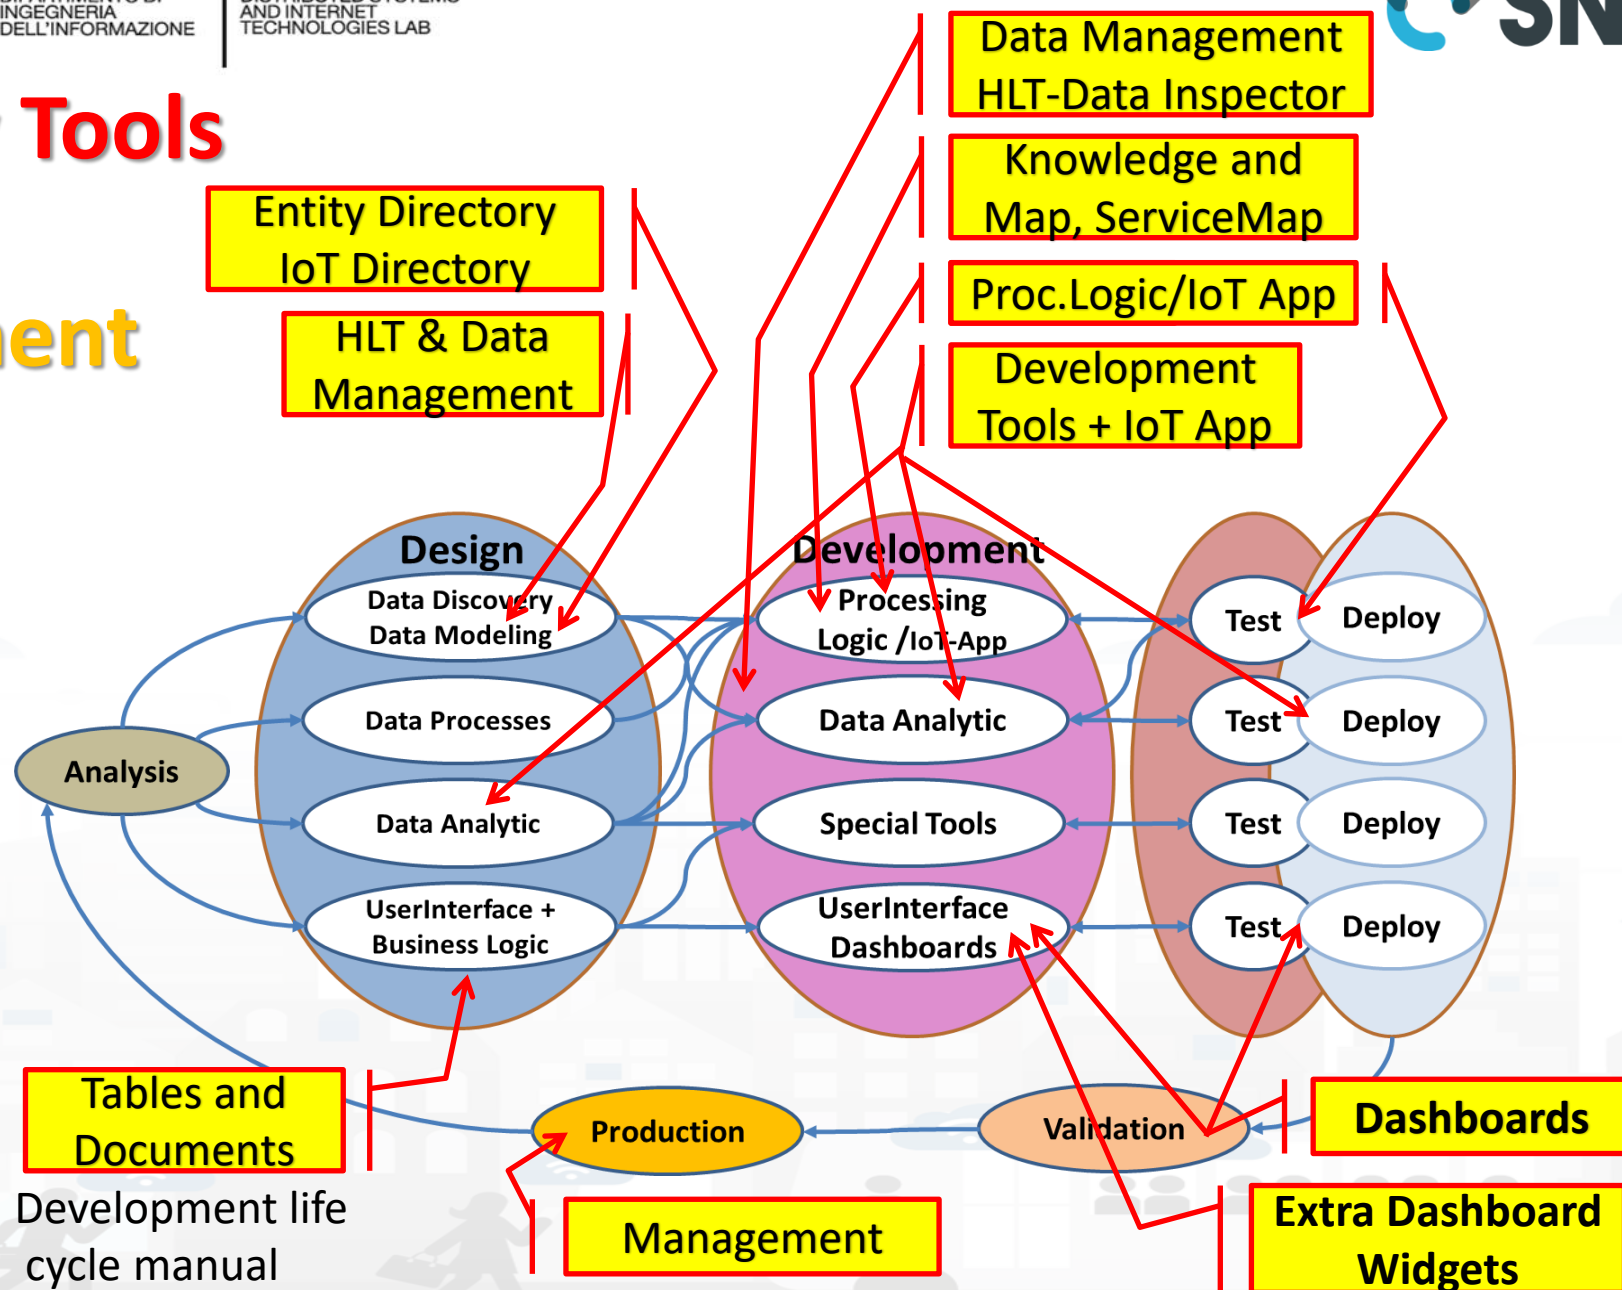 INGEGNERIA
DELL'INFORMAZIONE
AND INTERNET
TECHNOLOGIES LAB
SN
Tools
Data Management
HLT-Data Inspector
Knowledge and
Map, ServiceMap
Entity Directory
IoT Directory
Proc.Logic/IoT App
HLT & Data
Management
Development
Tools + IoT App
Design
Data Discovery
Data Modeling
Data Processes
Data Analytic
UserInterface +
Business Logic
Development
Processing
Logic /IoT-App
Data Analytic
Special Tools
UserInterface
Dashboards
Test
Deploy
Test
Deploy
Test
Deploy
Test
Deploy
Analysis
Tables and
Documents
Development life
cycle manual
Production
Management
Validation
Dashboards
Extra Dashboard
Widgets